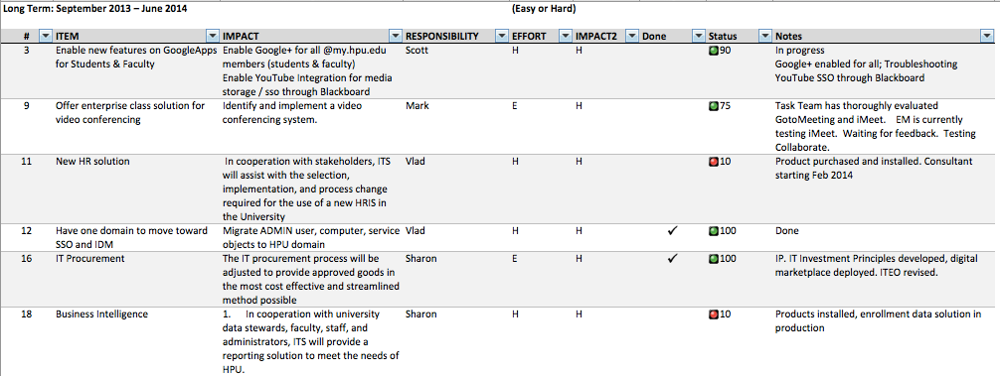 Long Term: September 2013 – June 2014 (Easy or Hard)
# ITEM IMPACT RESPONSIBILITY EFFORT IMPACT2 Done Status Notes
3 Enable new features on GoogleApps Enable Google+ for all @my.hpu.edu Scott H H 90 In progress
for Students & Faculty members (students & faculty) Google+ enabled for all; Troubleshooting
Enable YouTube Integration for media YouTube SSO through Blackboard
storage / sso through Blackboard
9 Offer enterprise class solution for Identify and implement a video Mark E H 75 Task Team has thoroughly evaluated
video conferencing conferencing system. GotoMeeting and iMeet. EM is currently
testing iMeet. Waiting for feedback. Testing
Collaborate.
11 New HR solution In cooperation with stakeholders, ITS Vlad H H 10 Product purchased and installed. Consultant
will assist with the selection, starting Feb 2014
implementation, and process change
required for the use of a new HRIS in
the University
12 Have one domain to move toward Migrate ADMIN user, computer, service Vlad H H ✓ 100 Done
SSO and IDM objects to HPU domain
16 IT Procurement The IT procurement process will be Sharon E H ✓ 100 IP. IT Investment Principles developed, digital
adjusted to provide approved goods in marketplace deployed. ITEO revised.
the most cost effective and streamlined
method possible
18 Business Intelligence 1. In cooperation with university Sharon H H 10 Products installed, enrollment data solution in
data stewards, faculty, staff, and production
administrators, ITS will provide a
reporting solution to meet the needs of
HPU.